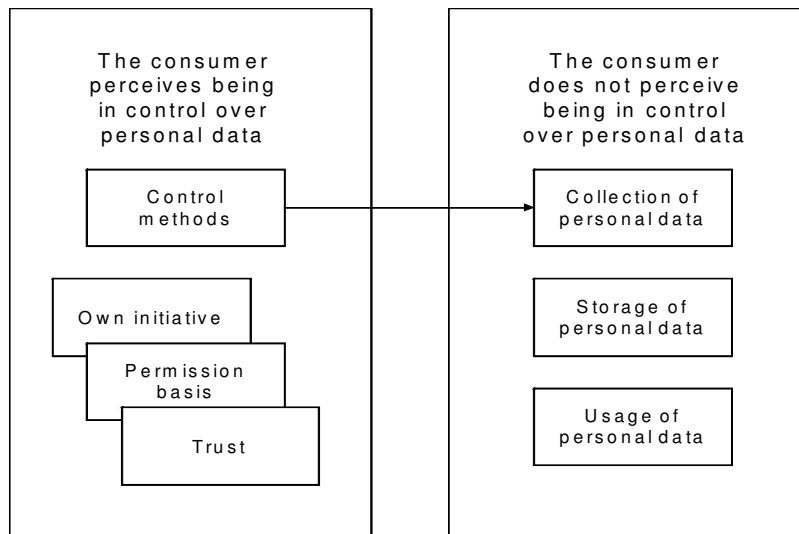 The consumer
perceives being
in control over
personal data
Control
methods
Own initiative
Permission
basis
Trust
The consumer
does not perceive
being in control
over personal data
Collection of
personal data
Storage of
personal data
Usage of
personal data